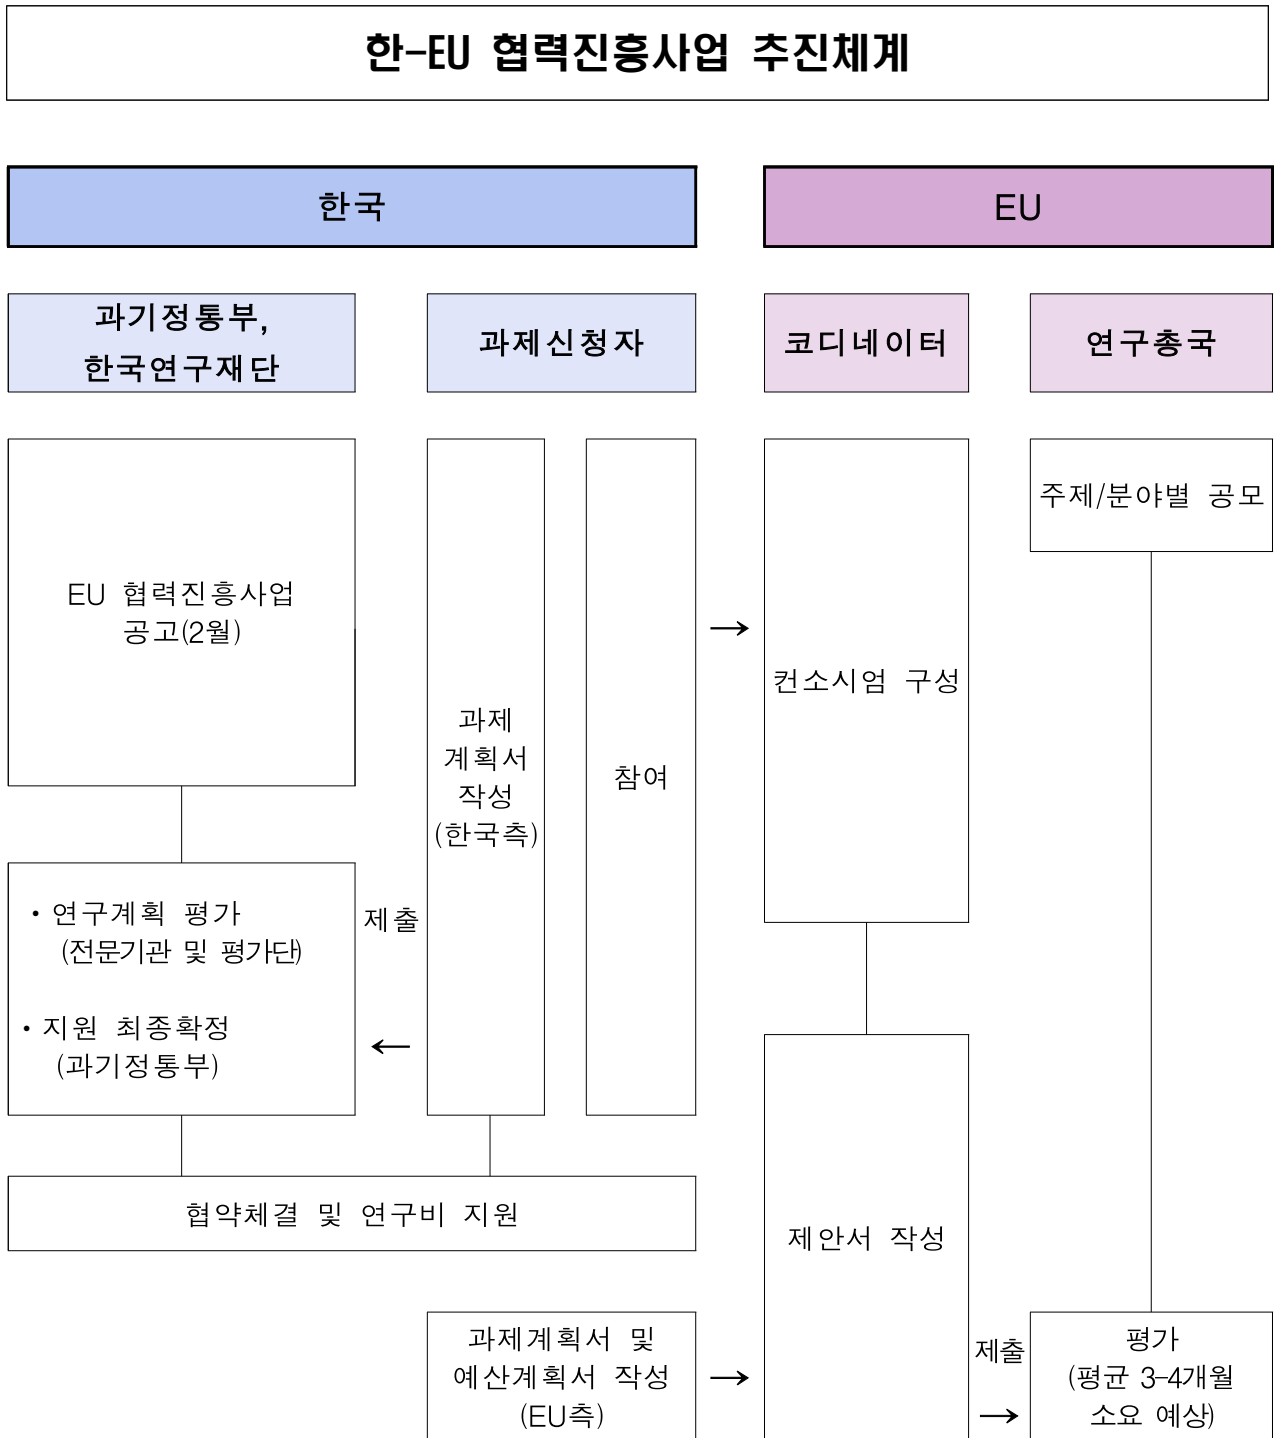 한-EU 협력진흥사업 추진체계
한국
EU
과기정통부,
한국연구재단
과제신청자
코디네이터
연구총국
EU 협력진흥사업
공고(2월)
과제
계획서
작성
(한국측)
참여
→
컨소시엄 구성
주제/분야별 공모
· 연구계획 평가
(전문기관 및 평가단)
· 지원 최종확정
(과기정통부)
제출
←
협약체결 및 연구비 지원
과제계획서 및
예산계획서 작성
(EU측)
→
제안서 작성
제출
→
평가
(평균 3-4개월
소요 예상)